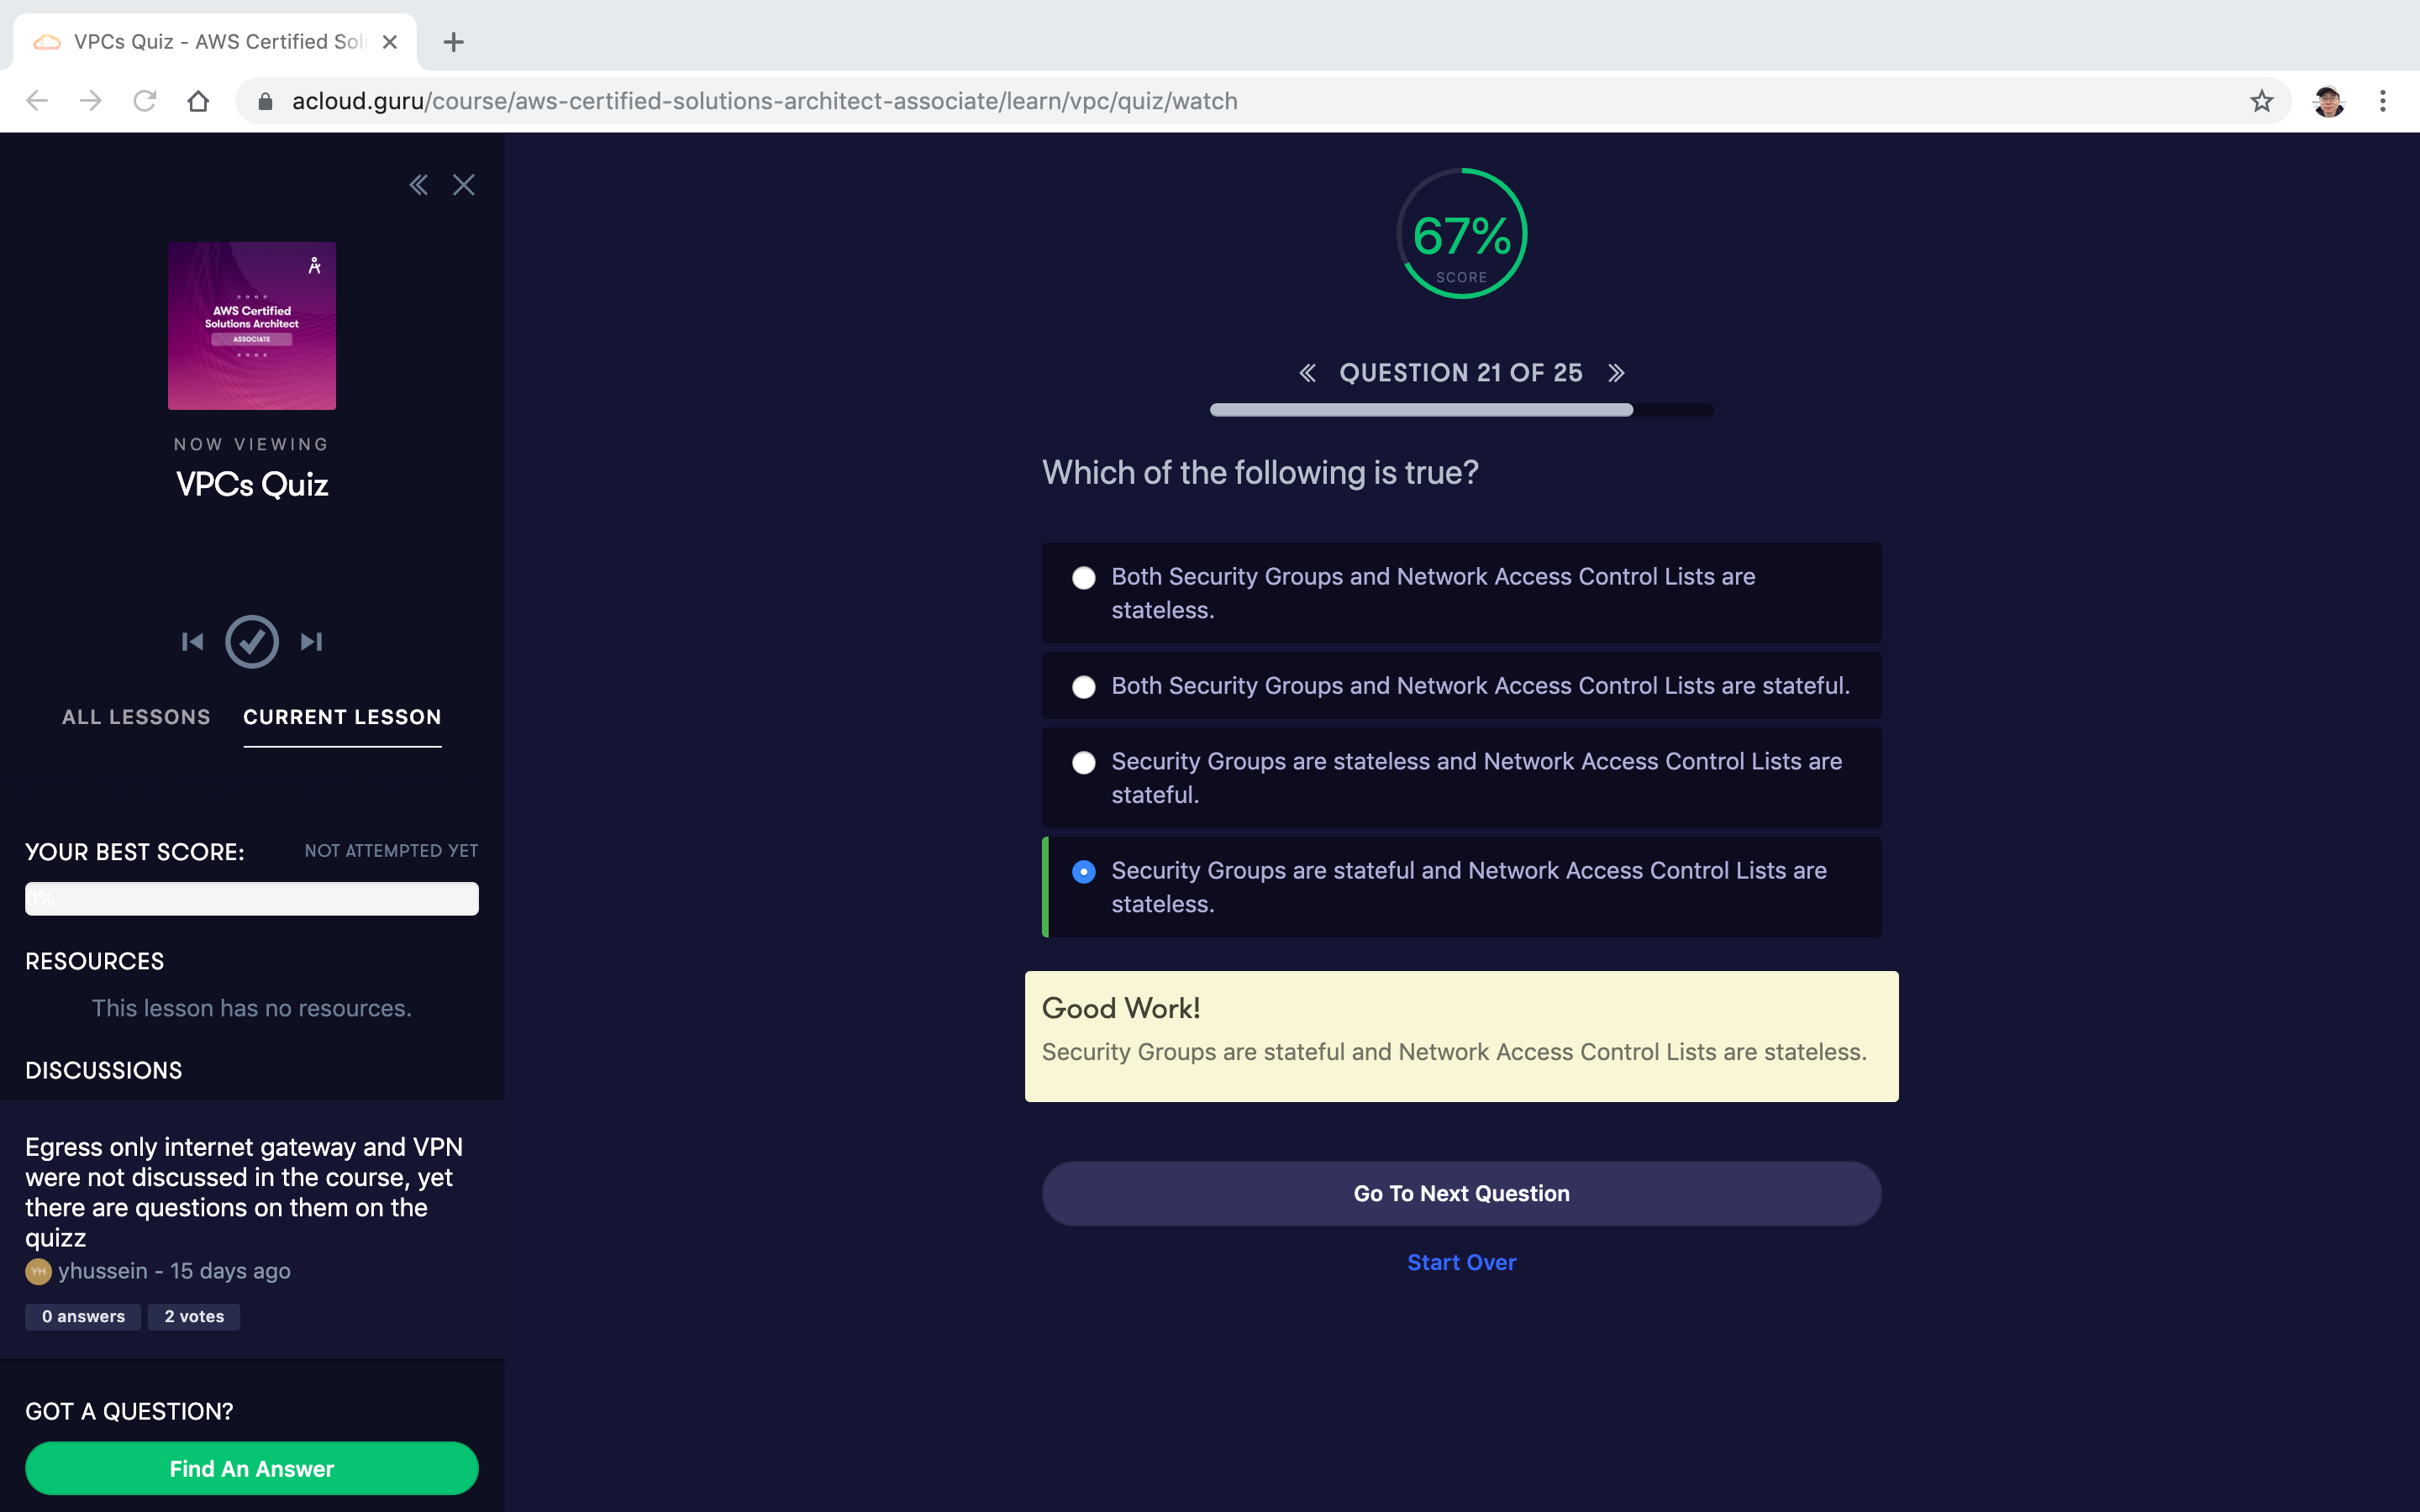 VPCs Quiz - AWS Certified Sol
acloud.guru/course/aws-certified-solutions-architect-associate/learn/vpc/quiz/watch
AWS Certified
Solutions Architect
ASSOCIATE
NOW VIEWING
VPCs Quiz
ALL LESSONS
CURRENT LESSON
YOUR BEST SCORE:
NOT ATTEMPTED YET
0%
RESOURCES
This lesson has no resources.
DISCUSSIONS
Egress only internet gateway and VPN
were not discussed in the course, yet
there are questions on them on the
quizz
YH
yhussein - 15 days ago
0 answers
2 votes
GOT A QUESTION?
Find An Answer
67%
SCORE
QUESTION 21 OF 25
Which of the following is true?
Both Security Groups and Network Access Control Lists are
stateless.
Both Security Groups and Network Access Control Lists are stateful.
Security Groups are stateless and Network Access Control Lists are
stateful.
Security Groups are stateful and Network Access Control Lists are
stateless.
Good Work!
Security Groups are stateful and Network Access Control Lists are stateless.
Go To Next Question
Start Over